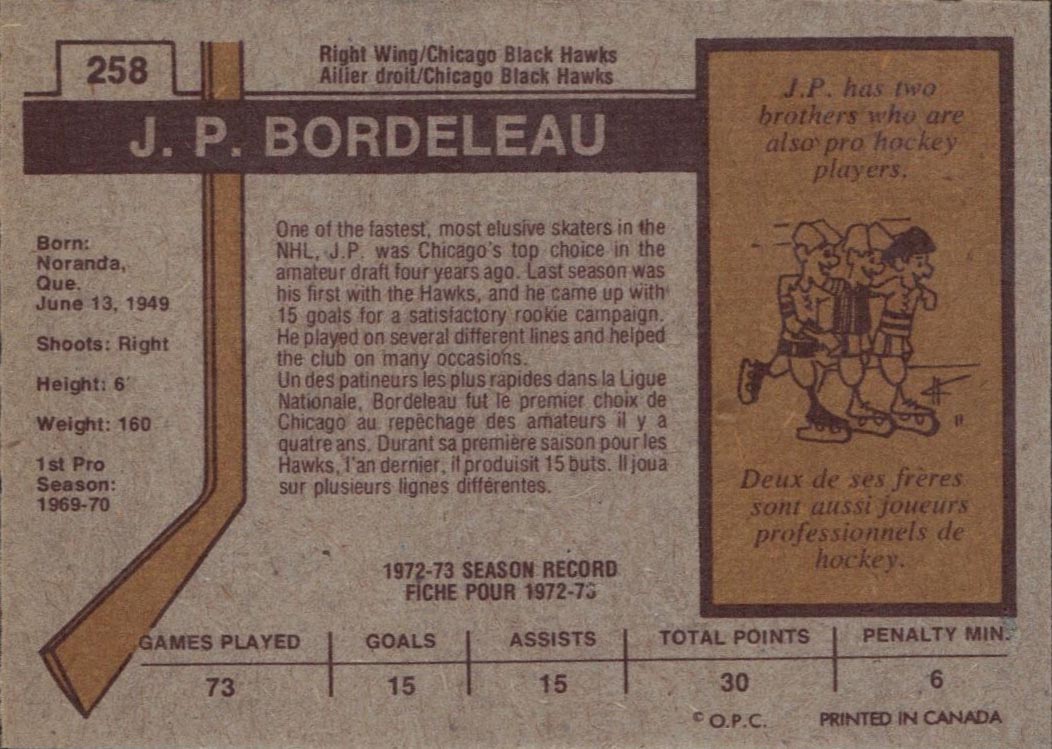 258
Right Wing/Chicago Black Hawks
Ailier droit/Chicago Black Hawks
J. P. BORDELEAU
Born:
Noranda,
Que.
June 13, 1949
Shoots: Right
Height: 6'
Weight: 160
1st Pro
Season:
1969-70
One of the fastest, most elusive skaters in the
NHL, J.P. was Chicago's top choice in the
amateur draft four years ago. Last season was
his first with the Hawks, and he came up with
15 goals for a satisfactory rookie campaign.
He played on several different lines and helped
the club on many occasions.
Un des patineurs les plus rapides dans la Ligue
Nationale, Bordeleau fut le premier choix de
Chicago au repêchage des amateurs il y a
quatre ans. Durant sa première saison pour les
Hawks, l'an dernier, il produisit 15 buts. Il joua
sur plusieurs lignes différentes.
J.P. has two
brothers who are
also pro hockey
players.
Deux de ses frères
sont aussi joueurs
professionnels de
hockey.
1972-73 SEASON RECORD
FICHE POUR 1972-73
GAMES PLAYED GOALS ASSISTS TOTAL POINTS PENALTY MIN.
73 15 15 30 6
© O.P.C. PRINTED IN CANADA